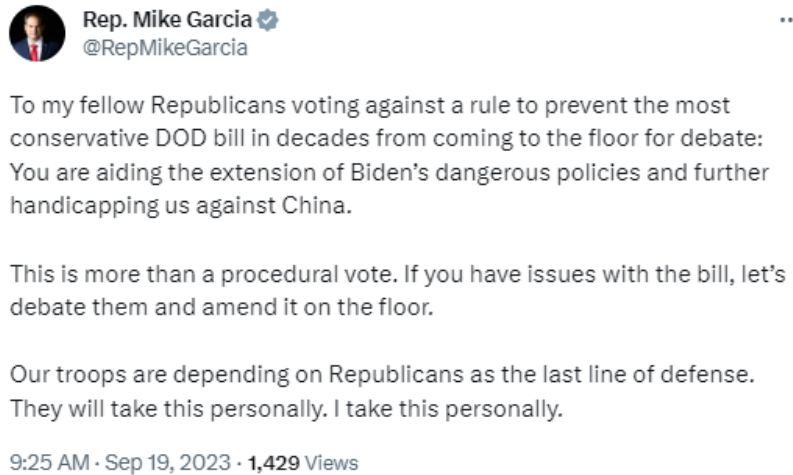 Rep. Mike Garcia
@RepMikeGarcia
To my fellow Republicans voting against a rule to prevent the most
conservative DOD bill in decades from coming to the floor for debate:
You are aiding the extension of Biden’s dangerous policies and further
handicapping us against China.
This is more than a procedural vote. If you have issues with the bill, let’s
debate them and amend it on the floor.
Our troops are depending on Republicans as the last line of defense.
They will take this personally. I take this personally.
9:25 AM · Sep 19, 2023 · 1,429 Views